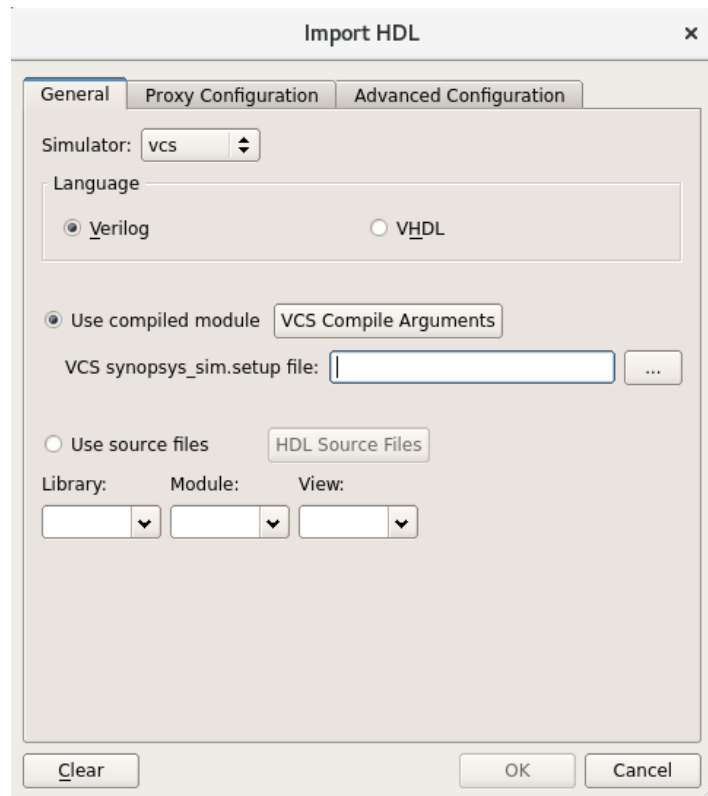 Import HDL
General Proxy Configuration Advanced Configuration
Simulator: vcs
Language
Verilog VHDL
Use compiled module VCS Compile Arguments
VCS synopsys_sim.setup file: ...
Use source files HDL Source Files
Library: Module: View:
Clear OK Cancel